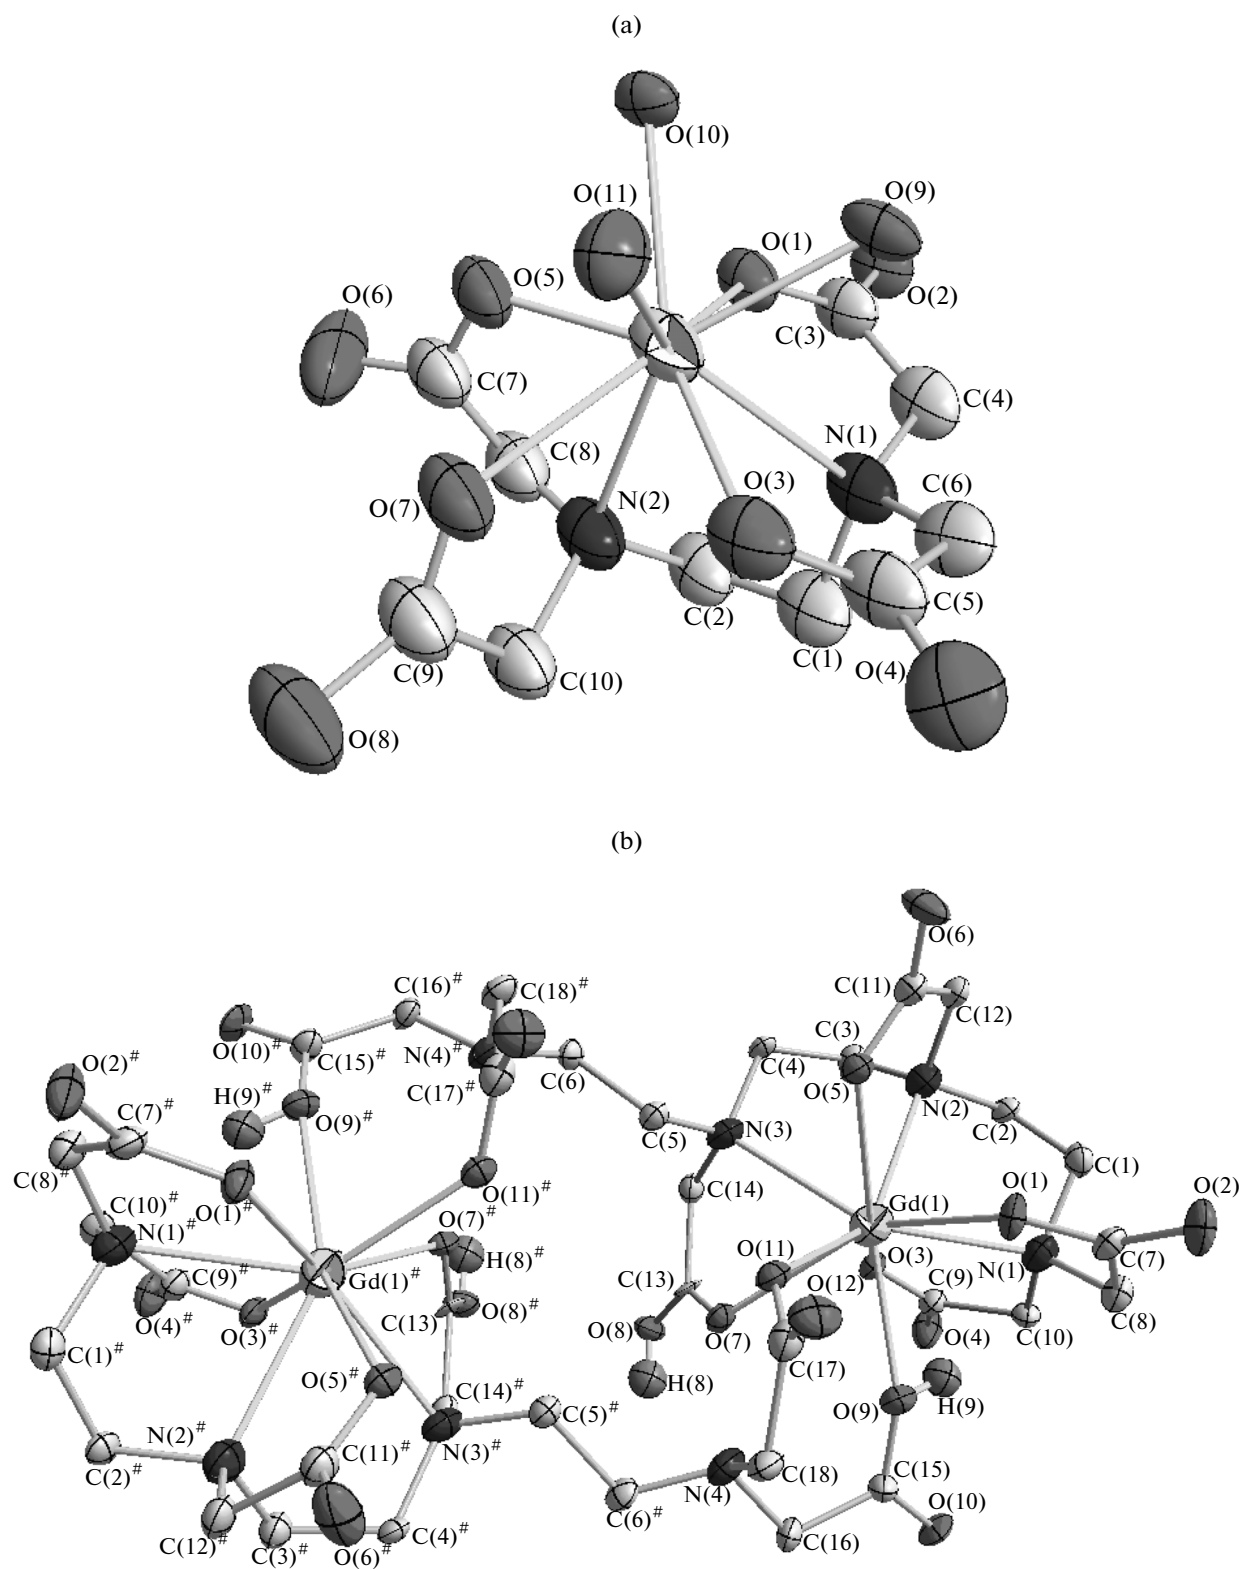 (a)
O(10)
O(11)
O(9)
O(1)
O(5)
O(6)
O(2)
C(3)
C(7)
C(4)
N(1)
C(8)
C(6)
O(3)
N(2)
O(7)
C(5)
C(2)
C(1)
O(4)
C(9)
C(10)
O(8)
(b)
O(6)
C(16)#
C(18)#
C(11)
C(12)
O(10)#
C(15)#
N(4)#
C(3)
O(2)#
C(6)
C(4)
O(5)
H(9)#
C(17)#
N(2)
C(7)#
O(9)#
C(5)
N(3)
C(2)
C(8)#
C(14)
C(1)
O(1)#
O(11)#
O(1)
O(2)
C(10)#
Gd(1)
N(1)#
O(7)#
O(11)
C(7)
O(3)
C(9)#
Gd(1)#
H(8)#
N(1)
C(13)
O(12)
C(9)
C(8)
O(4)#
O(3)#
C(13)
O(8)#
O(8)
O(7)
O(4)
C(10)
C(1)#
C(17)
O(5)#
H(8)
C(14)#
O(9)
H(9)
C(5)#
N(2)#
C(11)#
N(3)#
C(15)
C(2)#
N(4)
C(18)
O(10)
C(6)#
C(4)#
C(16)
C(12)#
C(3)#
O(6)#